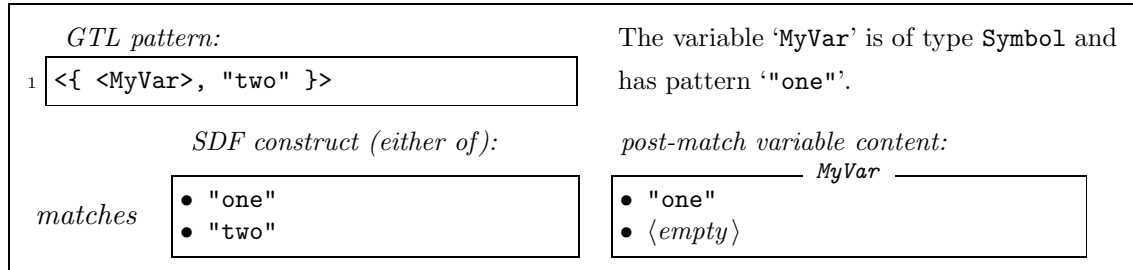 GTL pattern:
1 <{ <MyVar>, "two" }>
The variable ‘MyVar’ is of type Symbol and
has pattern ‘"one"’.
SDF construct (either of):
matches
• "one"
• "two"
post-match variable content:
MyVar
• "one"
• ⟨empty⟩